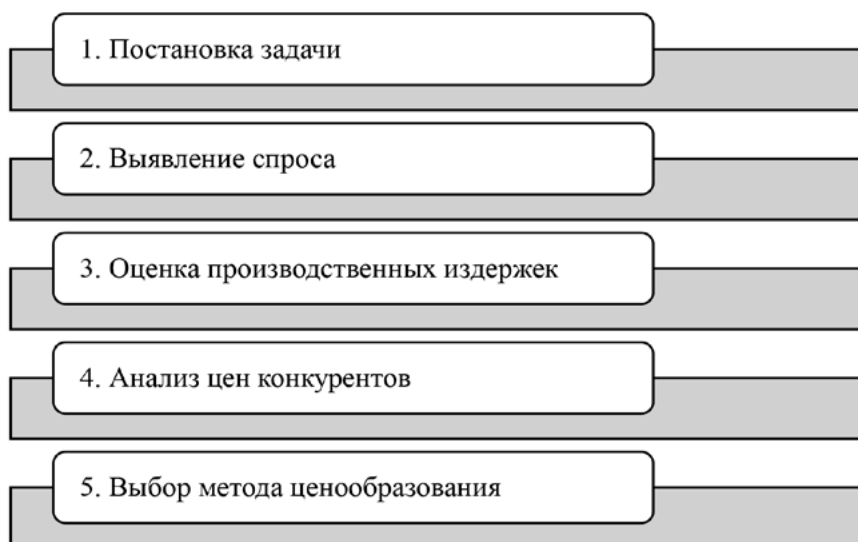 1. Постановка задачи
2. Выявление спроса
3. Оценка производственных издержек
4. Анализ цен конкурентов
5. Выбор метода ценообразования